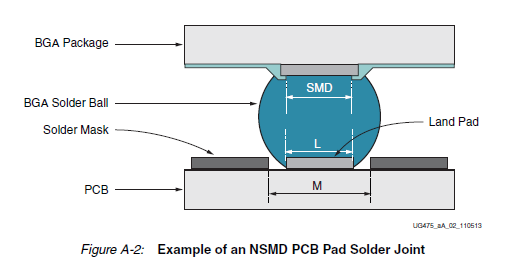 BGA Package
SMD
BGA Solder Ball
Land Pad
Solder Mask
L
PCB
M
UG475_aA_02_110513
Figure A-2: Example of an NSMD PCB Pad Solder Joint